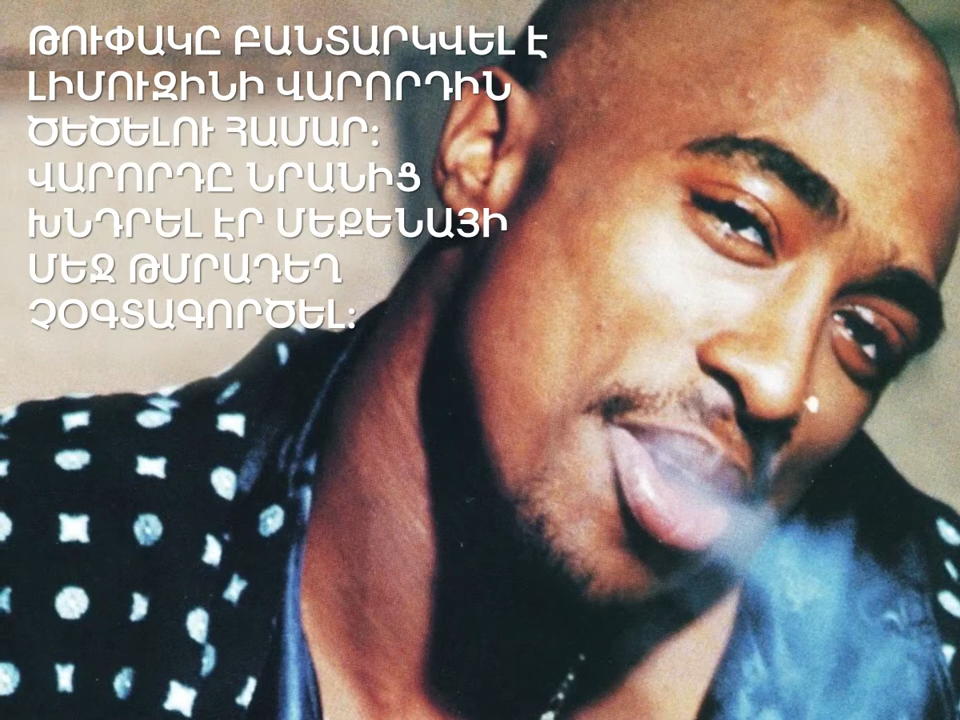 ԹՈՒՓԱԿԸ ԲԱՆՏԱՐԿՎԵԼ Է
ԼԻՄՈՒԶԻՆԻ ՎԱՐՈՐԴԻՆ
ԾԵԾԵԼՈՒ ՀԱՄԱՐ:
ՎԱՐՈՐԴԸ ՆՐԱՆԻՑ
ԽՆԴՐԵԼ ԷՐ ՄԵՔԵՆԱՅԻ
ՄԵՋ ԹՄՐԱԴԵՂ
ՉՕԳՏԱԳՈՐԾԵԼ: